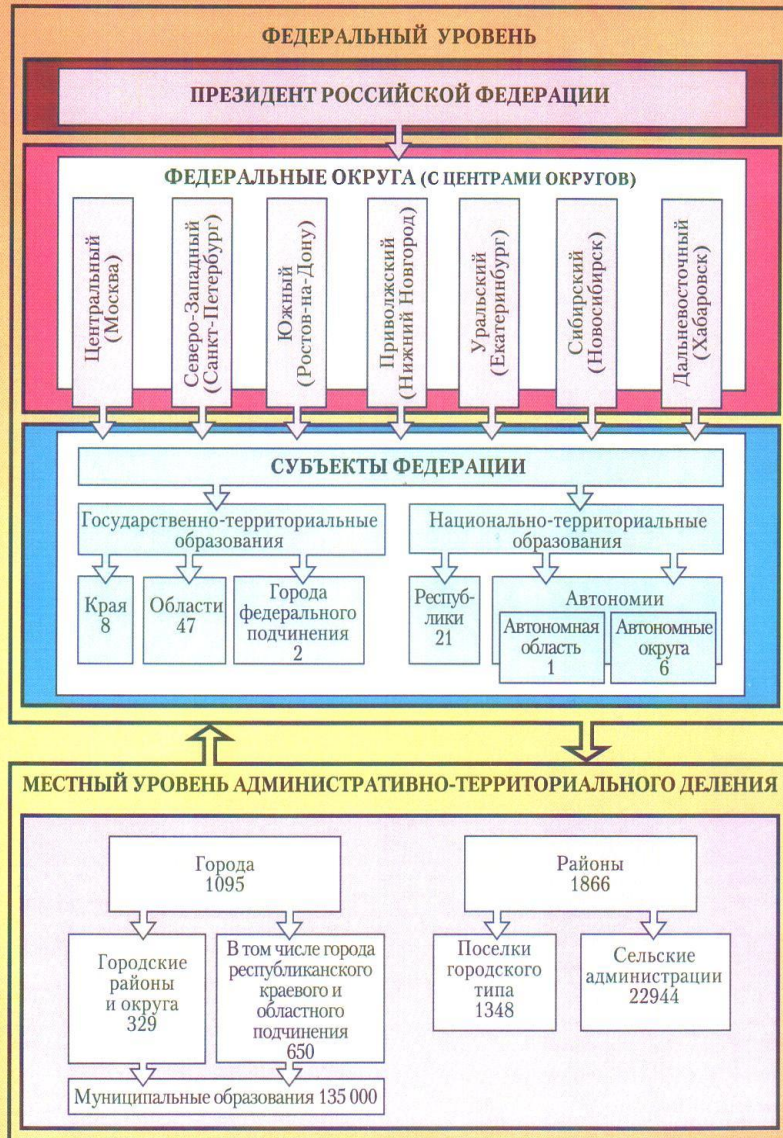 ФЕДЕРАЛЬНЫЙ УРОВЕНЬ
ПРЕЗИДЕНТ РОССИЙСКОЙ ФЕДЕРАЦИИ
ФЕДЕРАЛЬНЫЕ ОКРУГА (С ЦЕНТРАМИ ОКРУГОВ)
Центральный
(Москва)
Северо-Западный
(Санкт-Петербург)
Южный
(Ростов-на-Дону)
Приволжский
(Нижний Новгород)
Уральский
(Екатеринбург)
Сибирский
(Новосибирск)
Дальневосточный
(Хабаровск)
СУБЪЕКТЫ ФЕДЕРАЦИИ
Государственно-территориальные
образования
Национально-территориальные
образования
Края
8
Области
47
Города
федерального
подчинения
2
Респуб-
лики
21
Автономии
Автономная
область
1
Автономные
округа
6
МЕСТНЫЙ УРОВЕНЬ АДМИНИСТРАТИВНО-ТЕРРИТОРИАЛЬНОГО ДЕЛЕНИЯ
Города
1095
Районы
1866
Городские
районы
и округа
329
В том числе города
республиканского
краевого и
областного
подчинения
650
Поселки
городского
типа
1348
Сельские
администрации
22944
Муниципальные образования 135 000